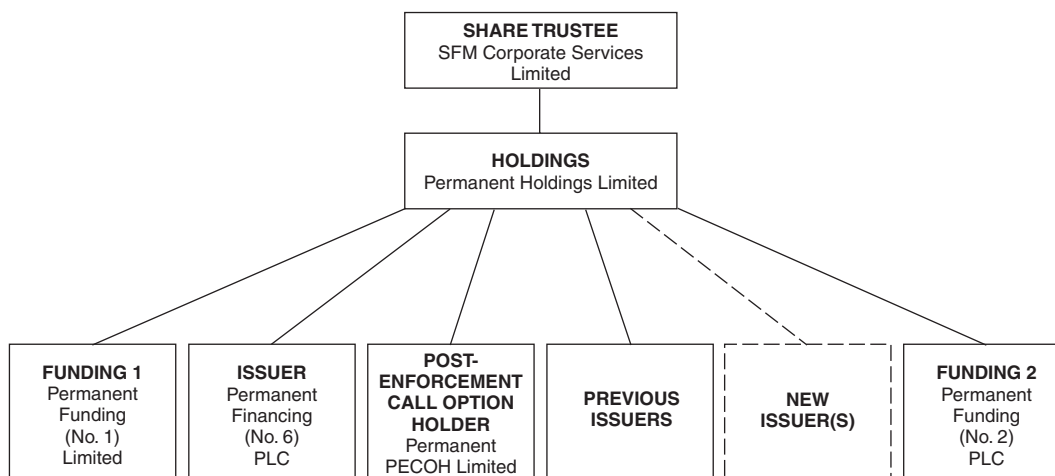 SHARE TRUSTEE
SFM Corporate Services
Limited
HOLDINGS
Permanent Holdings Limited
FUNDING 1
Permanent
Funding
(No. 1)
Limited
ISSUER
Permanent
Financing
(No. 6)
PLC
POST-
ENFORCEMENT
CALL OPTION
HOLDER
Permanent
PECOH Limited
PREVIOUS
ISSUERS
NEW
ISSUER(S)
FUNDING 2
Permanent
Funding
(No. 2)
PLC